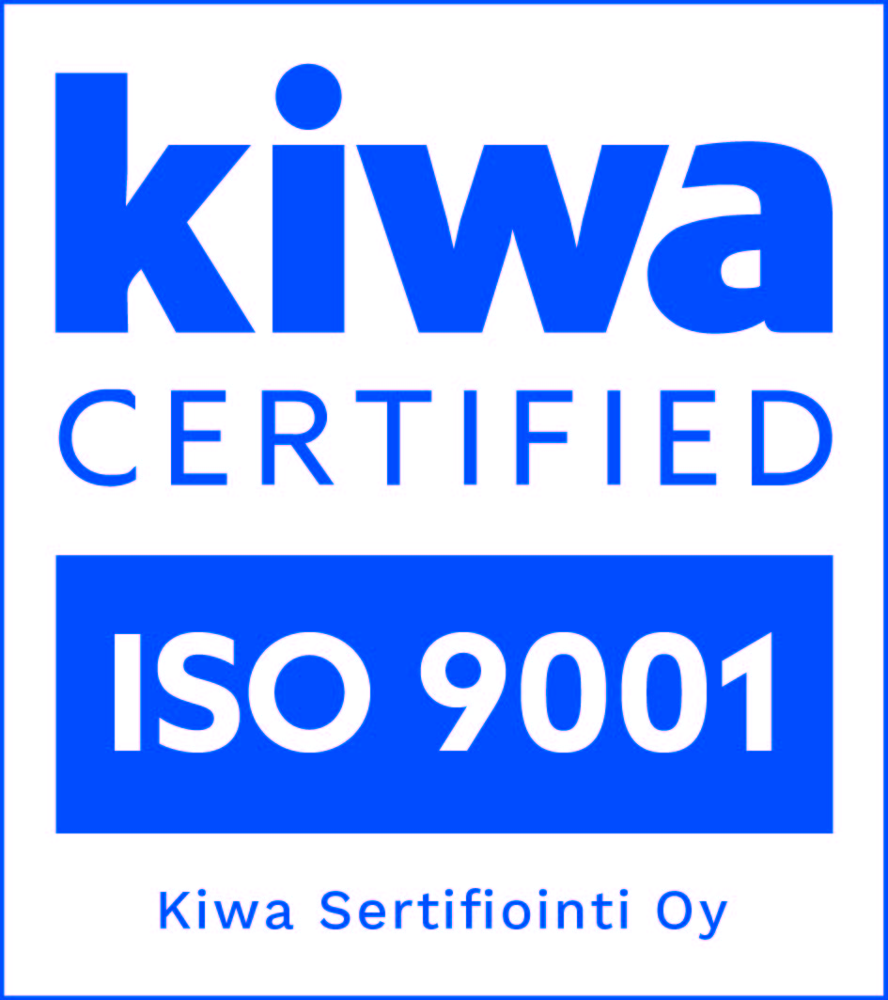 kiwa
CERTIFIED
ISO 9001
Kiwa Sertifiointi Oy